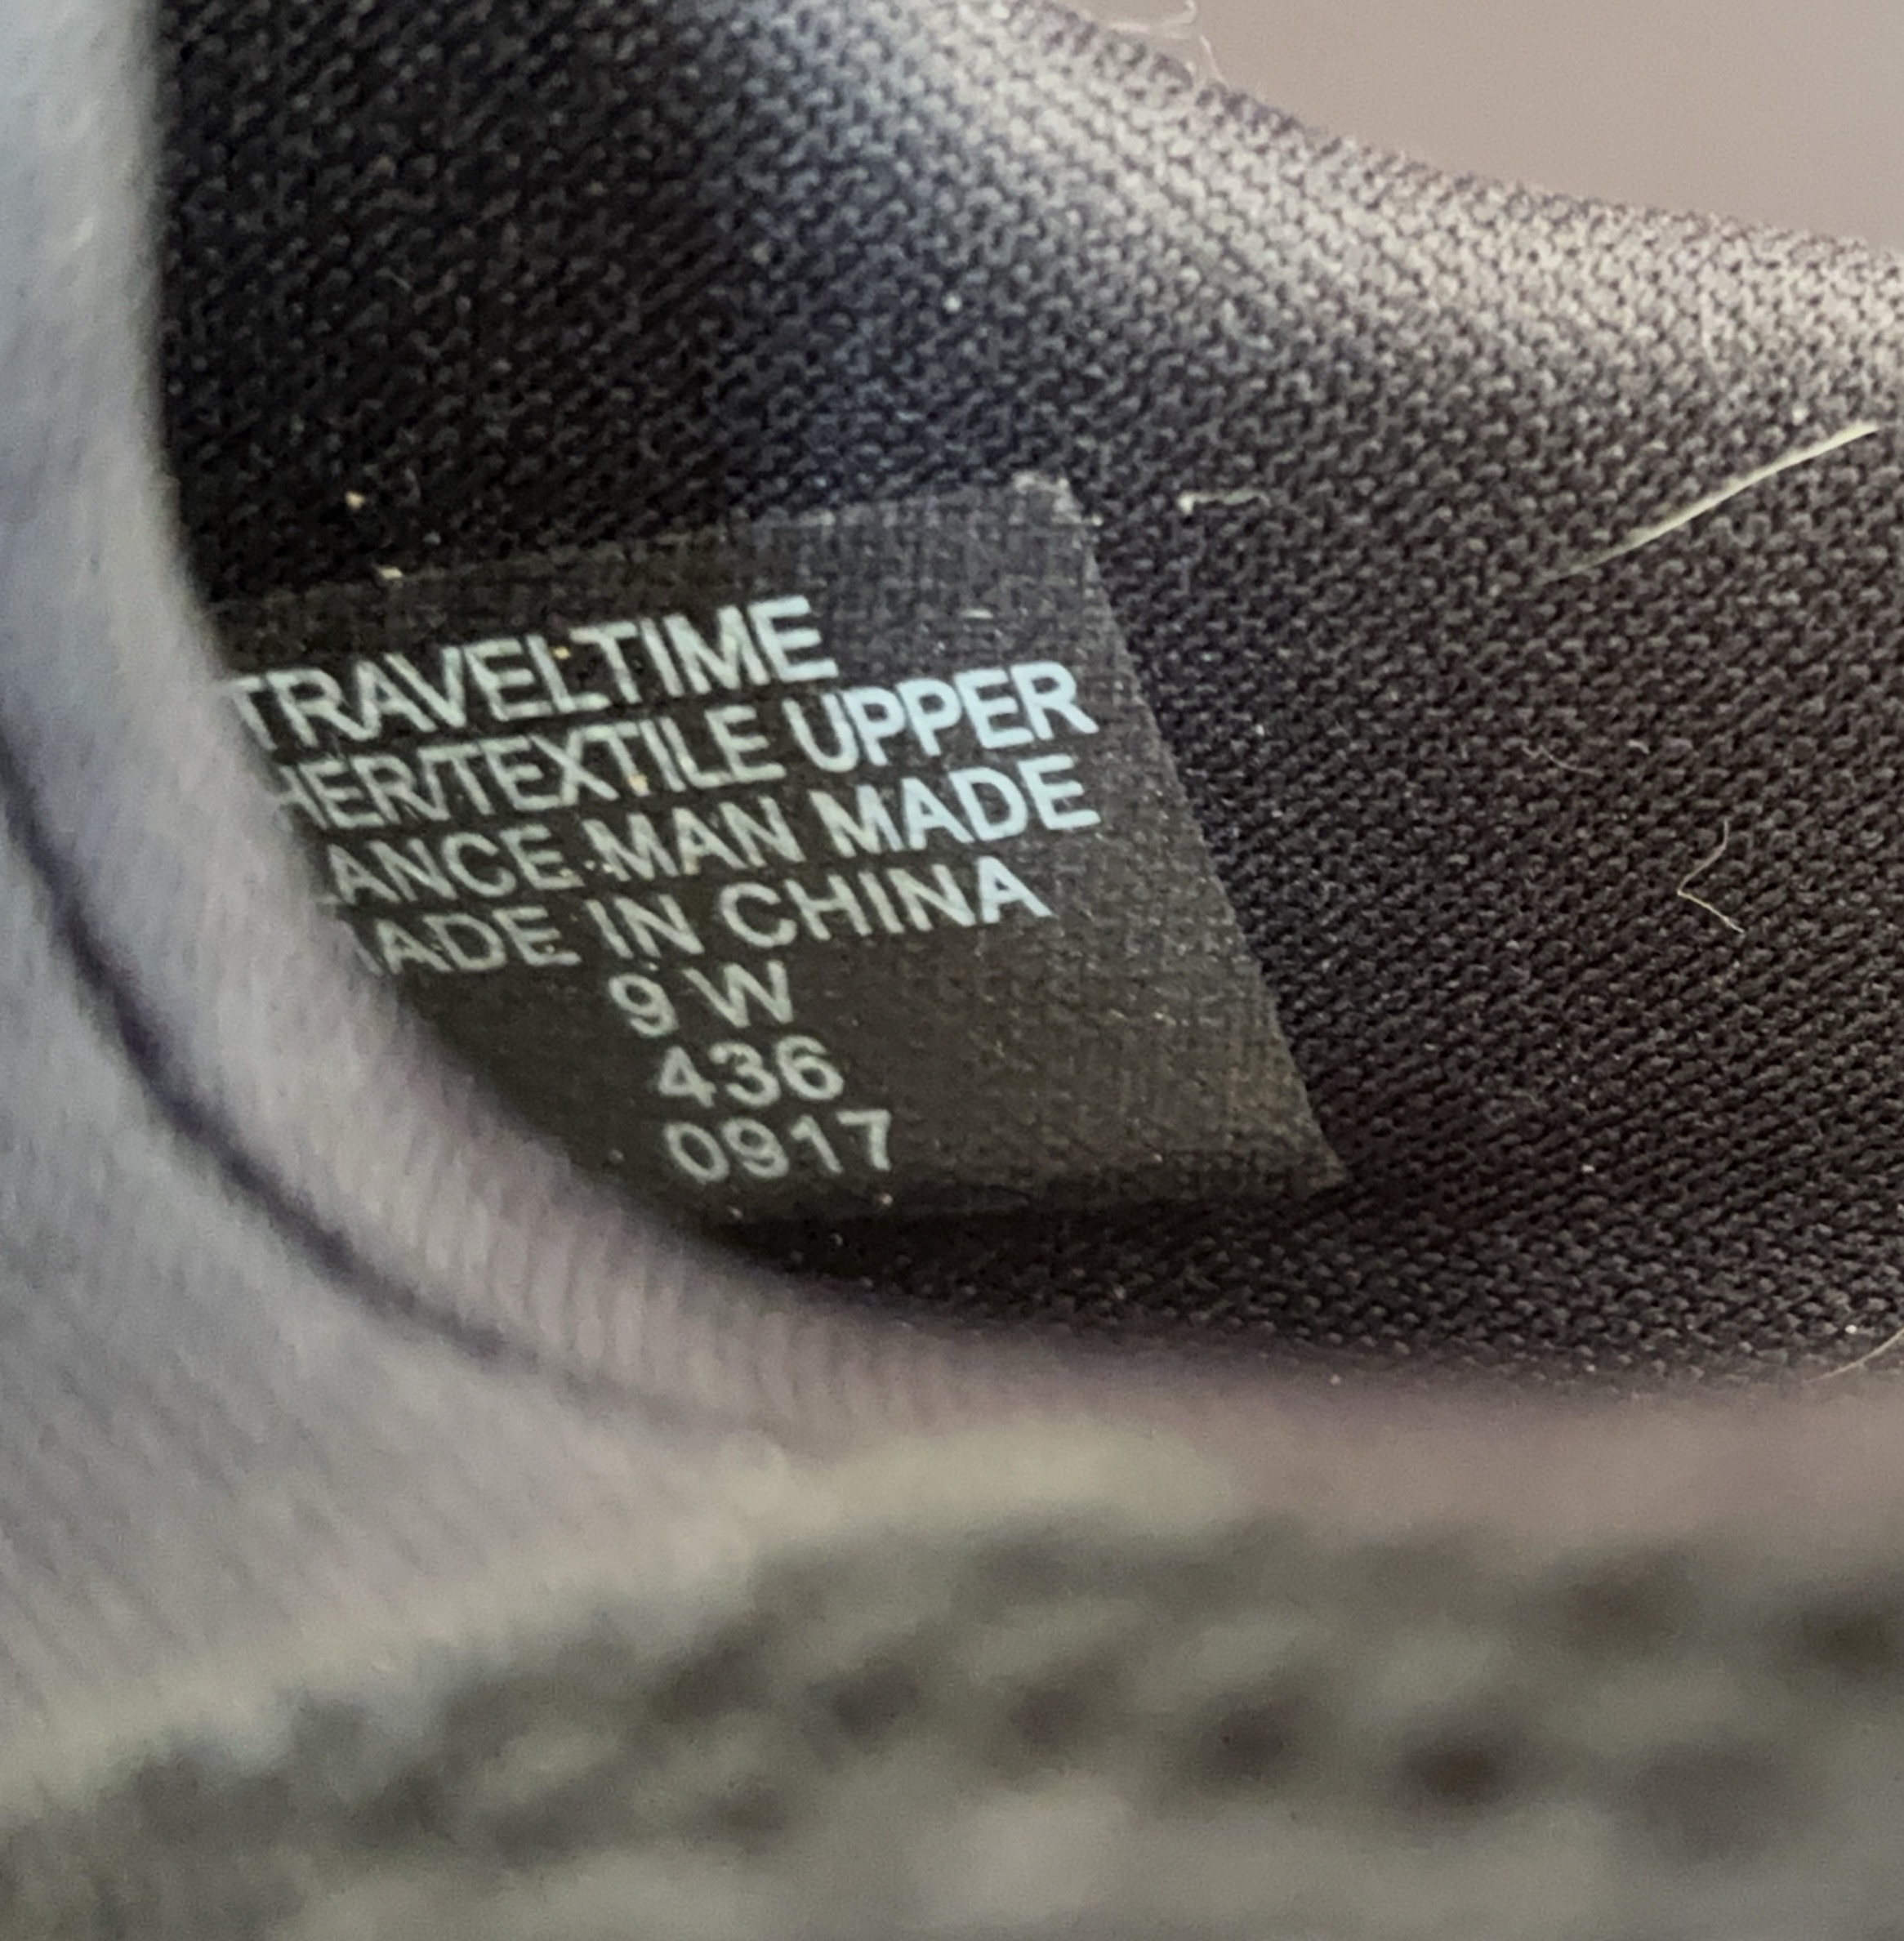 TRAVELTIME
HER/TEXTILE UPPER
ANCE MAN MADE
ADE IN CHINA
9 W
436
0917